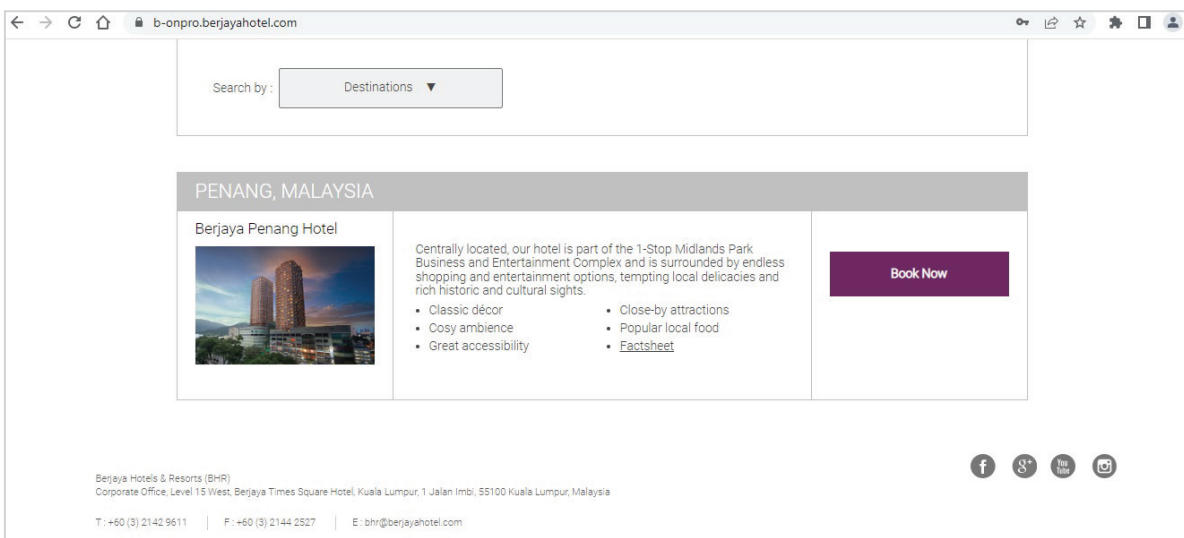 b-onpro.berjayahotel.com
Search by :
Destinations ▼
PENANG, MALAYSIA
Berjaya Penang Hotel
Centrally located, our hotel is part of the 1-Stop Midlands Park
Business and Entertainment Complex and is surrounded by endless
shopping and entertainment options, tempting local delicacies and
rich historic and cultural sights.
• Classic décor
• Cosy ambience
• Great accessibility
• Close-by attractions
• Popular local food
• Factsheet
Book Now
Berjaya Hotels & Resorts (BHR)
Corporate Office, Level 15 West, Berjaya Times Square Hotel, Kuala Lumpur, 1 Jalan Imbi, 55100 Kuala Lumpur, Malaysia
T : +60 (3) 2142 9611 | F : +60 (3) 2144 2527 | E : bhr@berjayahotel.com
f
g+
You
Tube